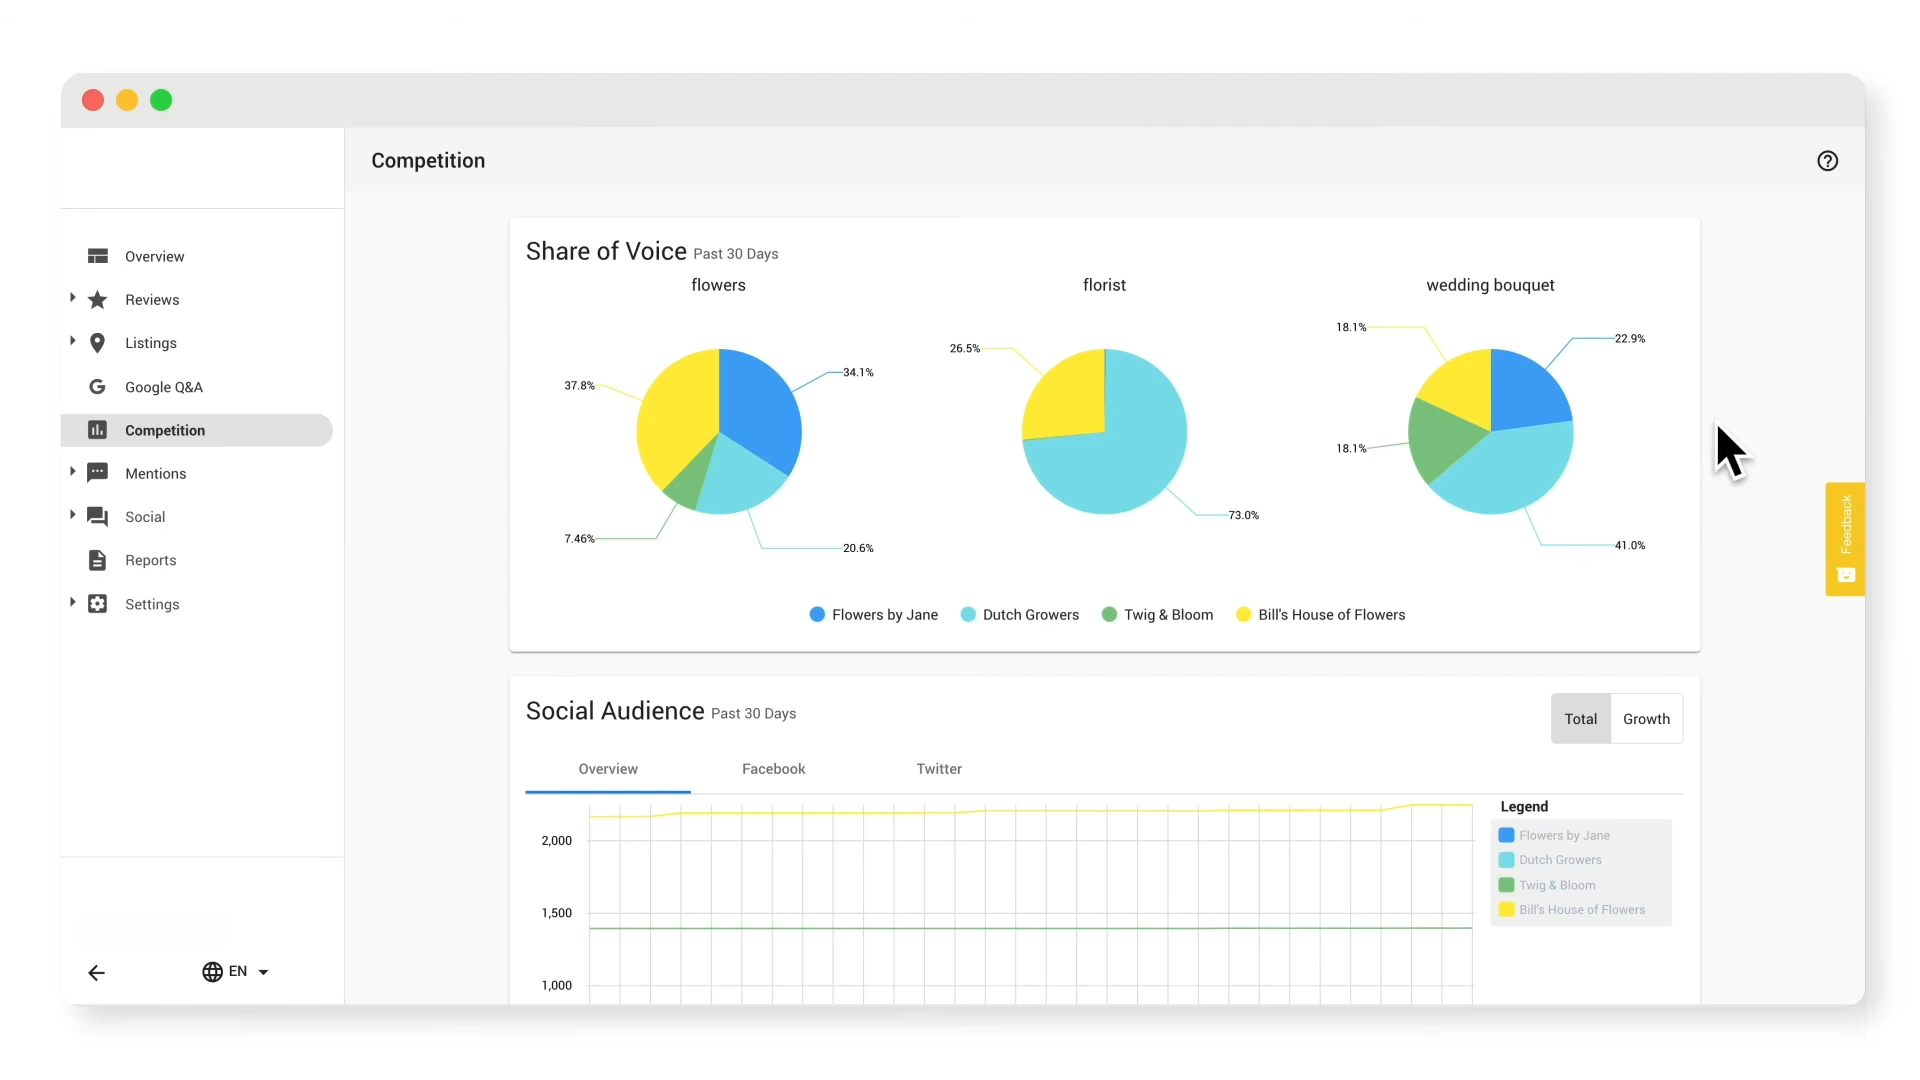 Competition
Overview
Reviews
Listings
Google Q&A
Competition
Mentions
Social
Reports
Settings
EN
Share of Voice Past 30 Days
flowers
37.8%
34.1%
7.46%
20.6%
florist
26.5%
73.0%
wedding bouquet
18.1%
22.9%
18.1%
41.0%
Flowers by Jane Dutch Growers Twig & Bloom Bill's House of Flowers
Feedback
Social Audience Past 30 Days
Total Growth
Overview Facebook Twitter
2,000
1,500
1,000
Legend
Flowers by Jane
Dutch Growers
Twig & Bloom
Bill's House of Flowers